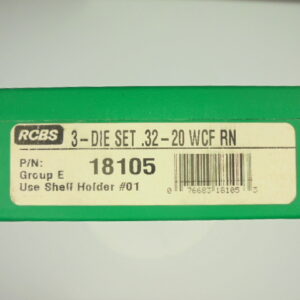 RCBS 3-DIE SET .32-20 WCF RN
P/N: 18105
Group E
Use Shell Holder #01
0 76683 18105 3